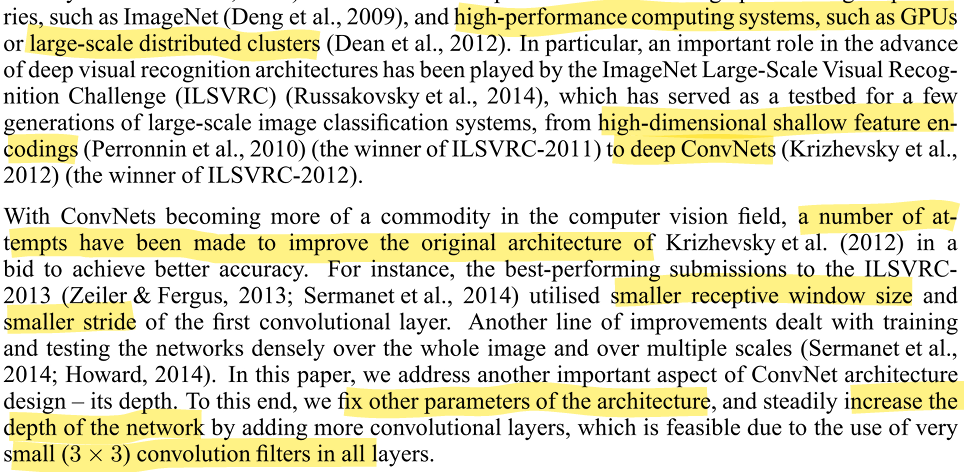 ries, such as ImageNet (Deng et al., 2009), and high-performance computing systems, such as GPUs
or large-scale distributed clusters (Dean et al., 2012). In particular, an important role in the advance
of deep visual recognition architectures has been played by the ImageNet Large-Scale Visual Recog-
nition Challenge (ILSVRC) (Russakovsky et al., 2014), which has served as a testbed for a few
generations of large-scale image classification systems, from high-dimensional shallow feature en-
codings (Perronnin et al., 2010) (the winner of ILSVRC-2011) to deep ConvNets (Krizhevsky et al.,
2012) (the winner of ILSVRC-2012).
With ConvNets becoming more of a commodity in the computer vision field, a number of at-
tempts have been made to improve the original architecture of Krizhevsky et al. (2012) in a
bid to achieve better accuracy. For instance, the best-performing submissions to the ILSVRC-
2013 (Zeiler & Fergus, 2013; Sermanet et al., 2014) utilised smaller receptive window size and
smaller stride of the first convolutional layer. Another line of improvements dealt with training
and testing the networks densely over the whole image and over multiple scales (Sermanet et al.,
2014; Howard, 2014). In this paper, we address another important aspect of ConvNet architecture
design – its depth. To this end, we fix other parameters of the architecture, and steadily increase the
depth of the network by adding more convolutional layers, which is feasible due to the use of very
small (3 × 3) convolution filters in all layers.